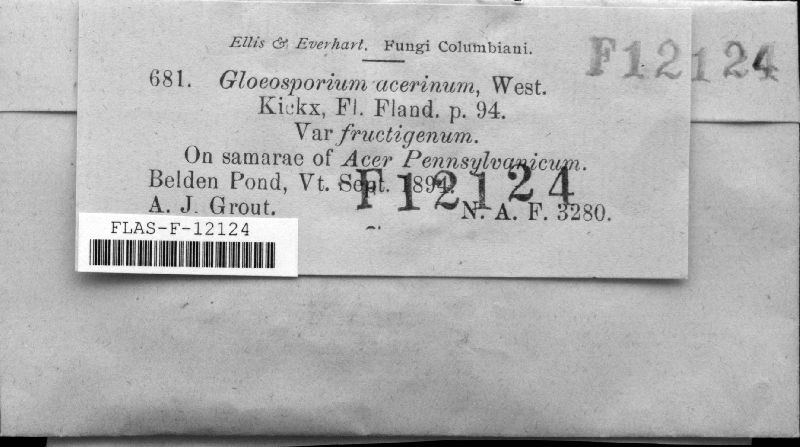 Ellis & Everhart. Fungi Columbiani.
F12124
681. Gloeosporium acerinum, West.
Kickx, Fl. Fland. p. 94.
Var fructigenum.
On samarae of Acer Pennsylvanicum.
Belden Pond, Vt. Sept. 1894.
F12124
A. J. Grout. N. A. F. 3280.
FLAS-F-12124